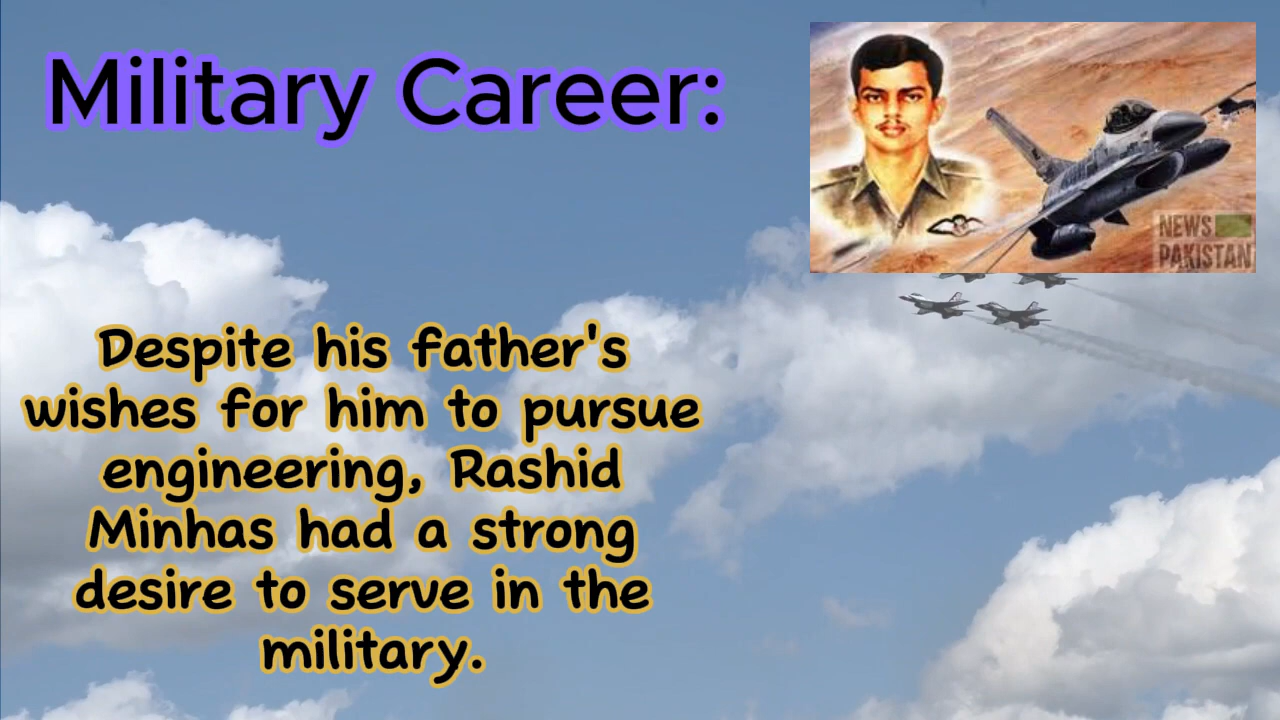 Military Career:
NEWS
PAKISTAN
Despite his father's
wishes for him to pursue
engineering, Rashid
Minhas had a strong
desire to serve in the
military.